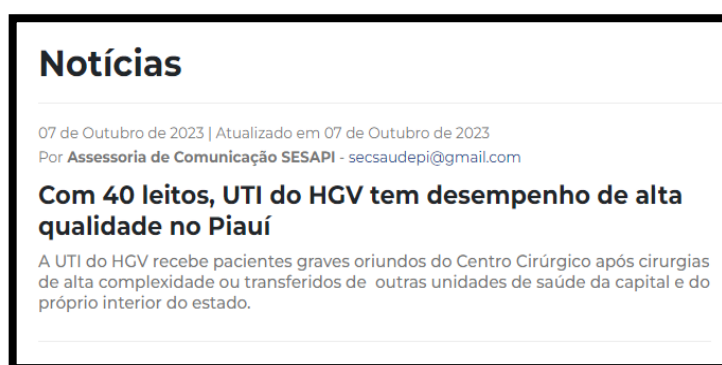 Notícias
07 de Outubro de 2023 | Atualizado em 07 de Outubro de 2023
Por Assessoria de Comunicação SESAPI - secsaudepi@gmail.com
Com 40 leitos, UTI do HGV tem desempenho de alta
qualidade no Piauí
A UTI do HGV recebe pacientes graves oriundos do Centro Cirúrgico após cirurgias
de alta complexidade ou transferidos de outras unidades de saúde da capital e do
próprio interior do estado.